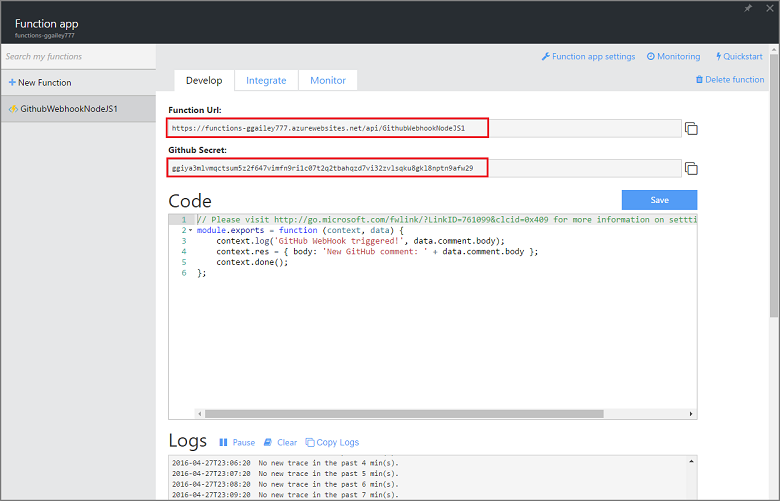 Function app
functions-ggailey777
Search my functions
Function app settings
Monitoring
Quickstart
New Function
Develop
Integrate
Monitor
Delete function
GithubWebhookNodeJS1
Function Url:
https://functions-ggailey777.azurewebsites.net/api/GithubWebhookNodeJS1
Github Secret:
ggiya3mlvmqctsum5z2f647vimfn9ri1c07t2q2tbahqzd7vi32zvlsqku8gkl8nptn9afw29
Code
Save
1 // Please visit http://go.microsoft.com/fwlink/?LinkID=761099&clcid=0x409 for more information on settti
2 module.exports = function (context, data) {
3 context.log('GitHub WebHook triggered!', data.comment.body);
4 context.res = { body: 'New GitHub comment: ' + data.comment.body };
5 context.done();
6 };
Logs
Pause
Clear
Copy Logs
2016-04-27T23:06:20 No new trace in the past 4 min(s).
2016-04-27T23:07:20 No new trace in the past 5 min(s).
2016-04-27T23:08:20 No new trace in the past 6 min(s).
2016-04-27T23:09:20 No new trace in the past 7 min(s).